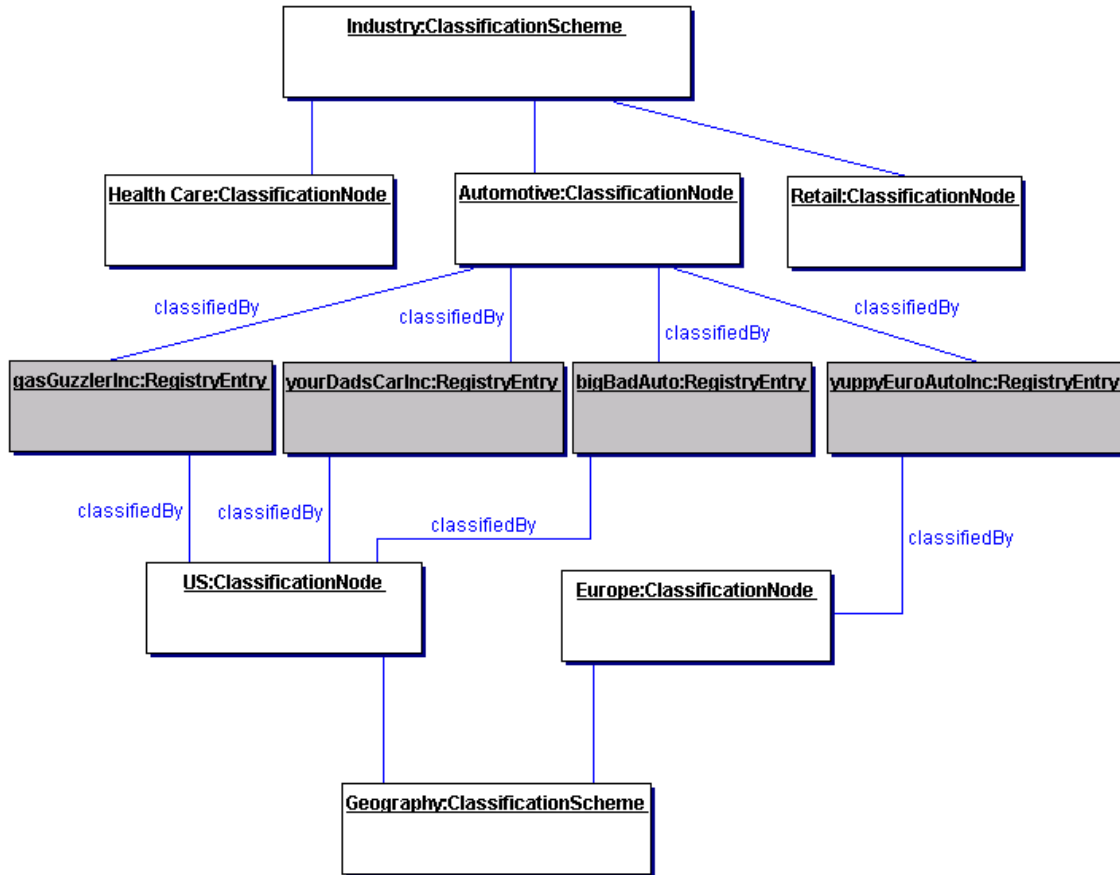 Industry:ClassificationScheme
Health Care:ClassificationNode
Automotive:ClassificationNode
Retail:ClassificationNode
classifiedBy
classifiedBy
classifiedBy
classifiedBy
gasGuzzlerInc:RegistryEntry
yourDadsCarInc:RegistryEntry
bigBadAuto:RegistryEntry
yuppyEuroAutoInc:RegistryEntry
classifiedBy
classifiedBy
classifiedBy
classifiedBy
US:ClassificationNode
Europe:ClassificationNode
Geography:ClassificationScheme